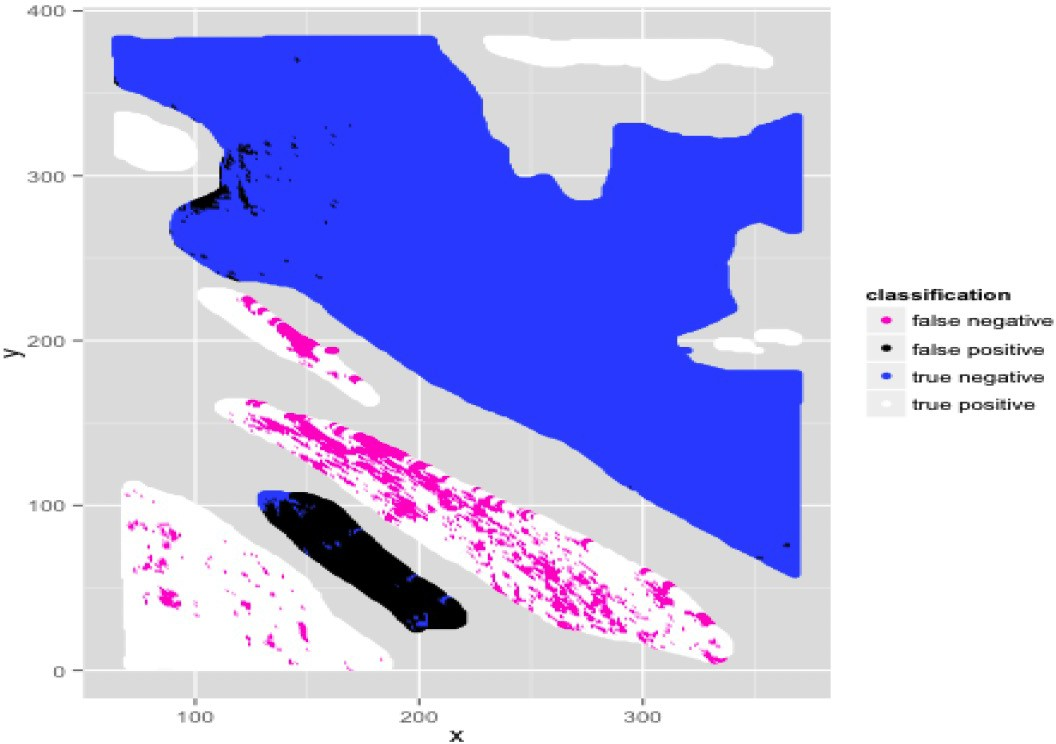 400
300
200
100
0
y
100
200
300
x
classification
false negative
false positive
true negative
true positive